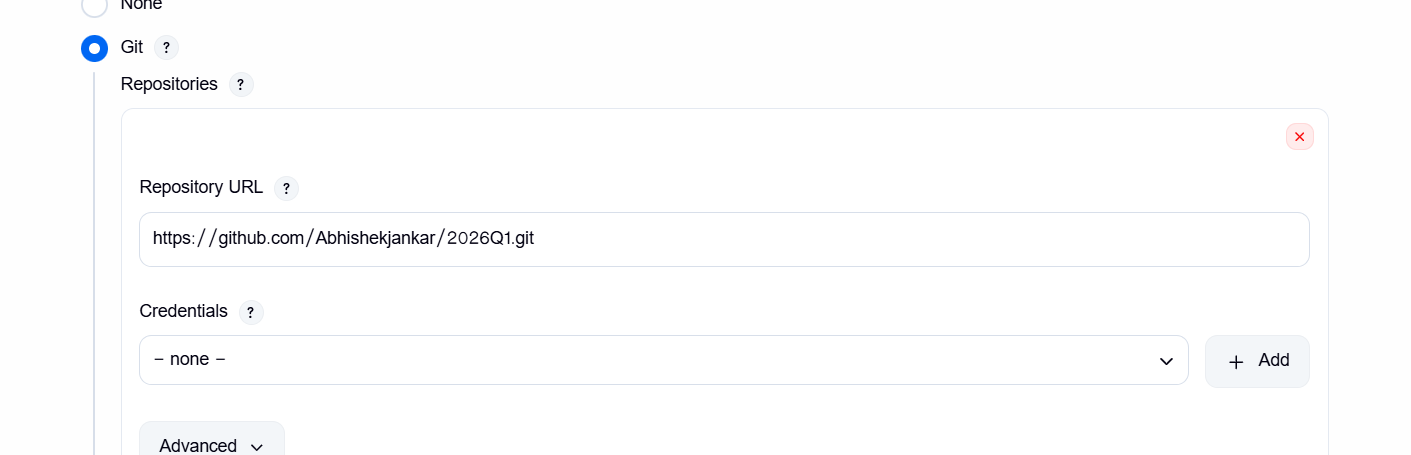 None
Git ?
Repositories ?
Repository URL ?
https://github.com/Abhishekjankar/2026Q1.git
Credentials ?
– none –
+ Add
Advanced